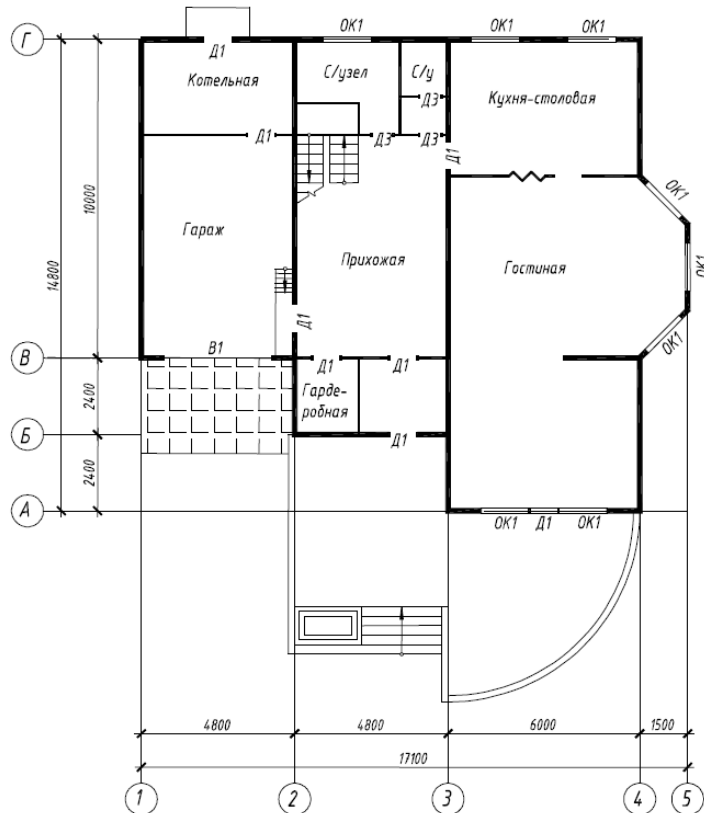 ОК1
ОК1
ОК1
Г
Д1
Котельная
С/узел
С/у
Кухня-столовая
Д3
Д1
Д3
Д3
Д1
ОК1
10000
14800
Гараж
Прихожая
Гостиная
ОК1
Д1
ОК1
В1
В
Д1
Д1
2400
Гарде-
робная
Б
Д1
2400
А
ОК1
Д1
ОК1
4800
4800
6000
1500
17100
1
2
3
4
5